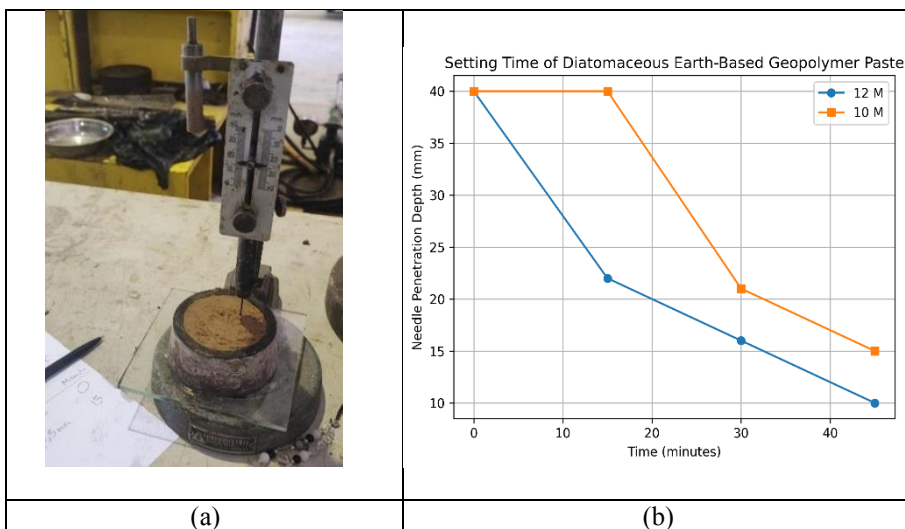 Setting Time of Diatomaceous Earth-Based Geopolymer Paste
12 M
10 M
Needle Penetration Depth (mm)
40
35
30
25
20
15
10
0
10
20
30
40
Time (minutes)
(a)
(b)